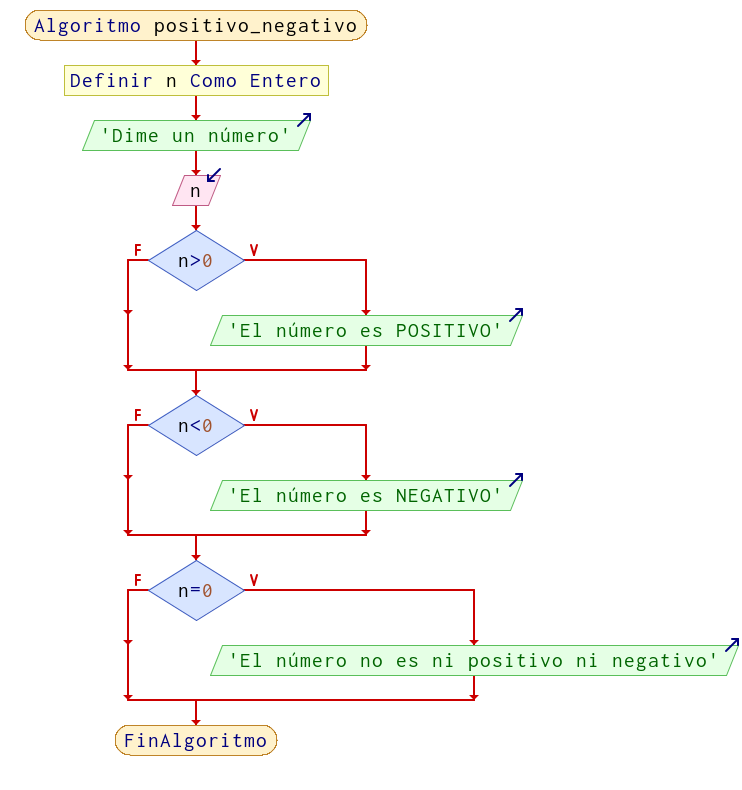 Algoritmo positivo_negativo
Definir n Como Entero
'Dime un número'
n
F
V
n>0
'El número es POSITIVO'
F
V
n<0
'El número es NEGATIVO'
F
V
n=0
'El número no es ni positivo ni negativo'
FinAlgoritmo